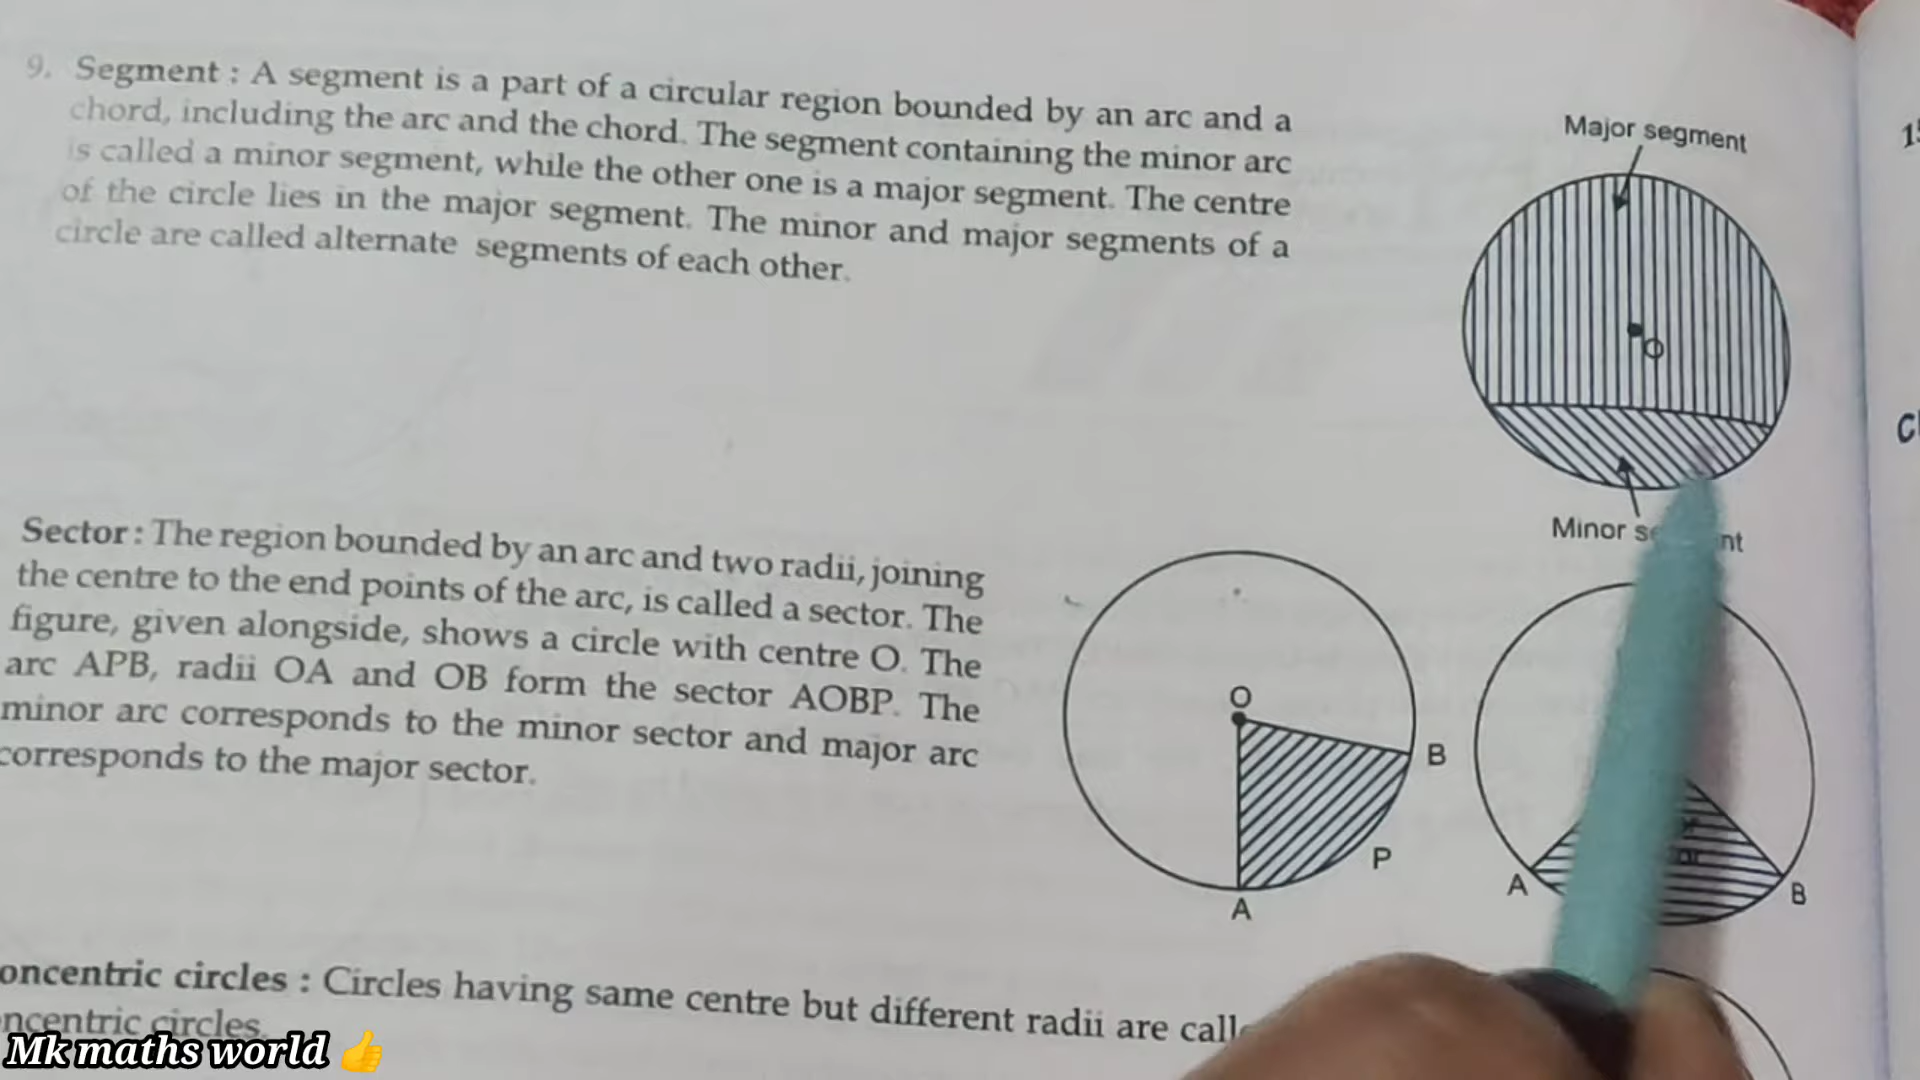 9. Segment : A segment is a part of a circular region bounded by an arc and a
chord, including the arc and the chord. The segment containing the minor arc
is called a minor segment, while the other one is a major segment. The centre
of the circle lies in the major segment. The minor and major segments of a
circle are called alternate segments of each other.
Major segment
O
Minor
Sector : The region bounded by an arc and two radii, joining
the centre to the end points of the arc, is called a sector. The
figure, given alongside, shows a circle with centre O. The
arc APB, radii OA and OB form the sector AOBP. The
minor arc corresponds to the minor sector and major arc
corresponds to the major sector.
O
B
P
A
A
B
oncentric circles : Circles having same centre but different radii are call
ncentric circles.
Mk maths world 👍